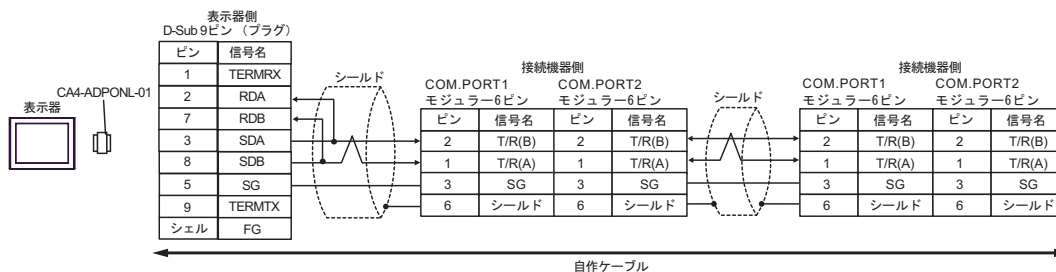 表示器側
D-Sub 9ピン （プラグ）
ピン 信号名
1 TERMRX
2 RDA
7 RDB
3 SDA
8 SDB
5 SG
9 TERMTX
シェル FG
CA4-ADPONL-01
表示器
シールド
接続機器側
COM.PORT1 COM.PORT2
モジュラー6ピン モジュラー6ピン
ピン 信号名 ピン 信号名
2 T/R(B) 2 T/R(B)
1 T/R(A) 1 T/R(A)
3 SG 3 SG
6 シールド 6 シールド
シールド
接続機器側
COM.PORT1 COM.PORT2
モジュラー6ピン モジュラー6ピン
ピン 信号名 ピン 信号名
2 T/R(B) 2 T/R(B)
1 T/R(A) 1 T/R(A)
3 SG 3 SG
6 シールド 6 シールド
自作ケーブル